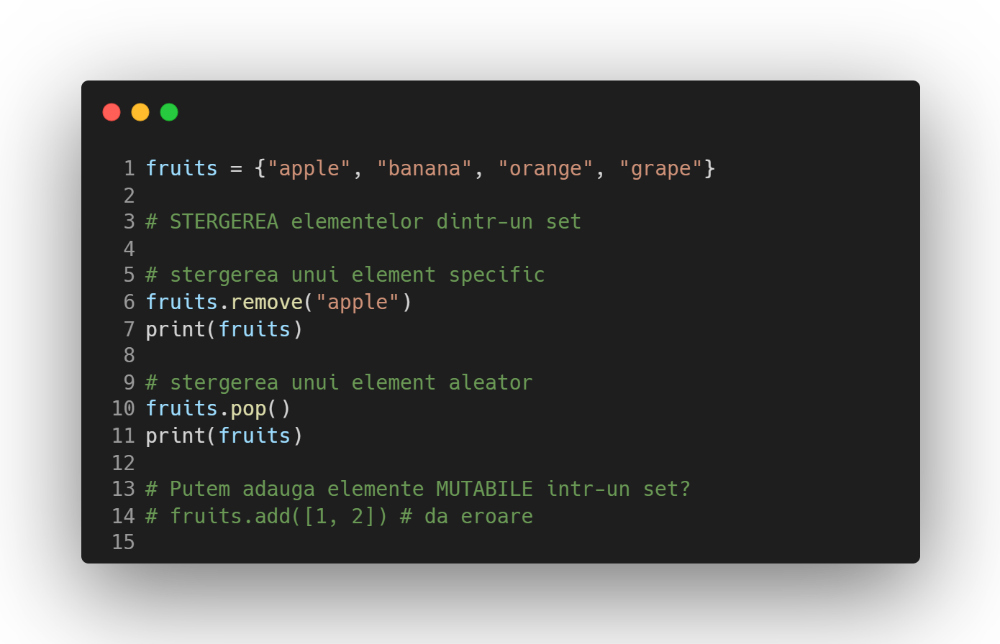 1 fruits = {"apple", "banana", "orange", "grape"}
2
3 # STERGEREA elementelor dintr-un set
4
5 # stergerea unui element specific
6 fruits.remove("apple")
7 print(fruits)
8
9 # stergerea unui element aleator
10 fruits.pop()
11 print(fruits)
12
13 # Putem adauga elemente MUTABILE intr-un set?
14 # fruits.add([1, 2]) # da eroare
15